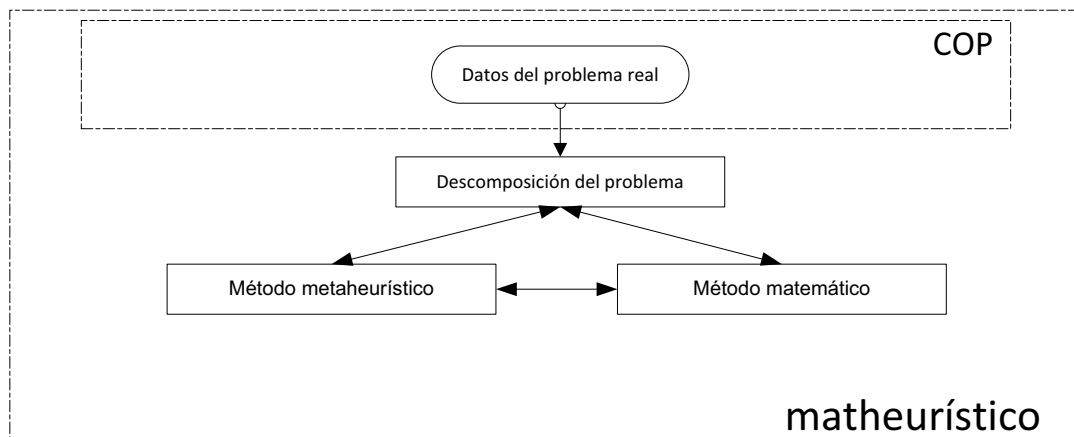 COP
Datos del problema real
Descomposición del problema
Método metaheurístico
Método matemático
matheurístico